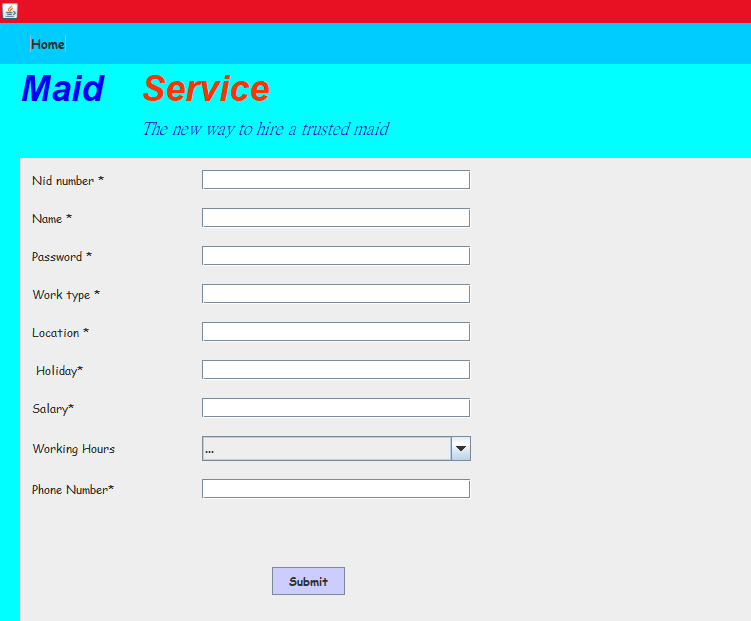 Home
Maid Service
The new way to hire a trusted maid
Nid number *
Name *
Password *
Work type *
Location *
Holiday*
Salary*
Working Hours ...
Phone Number*
Submit